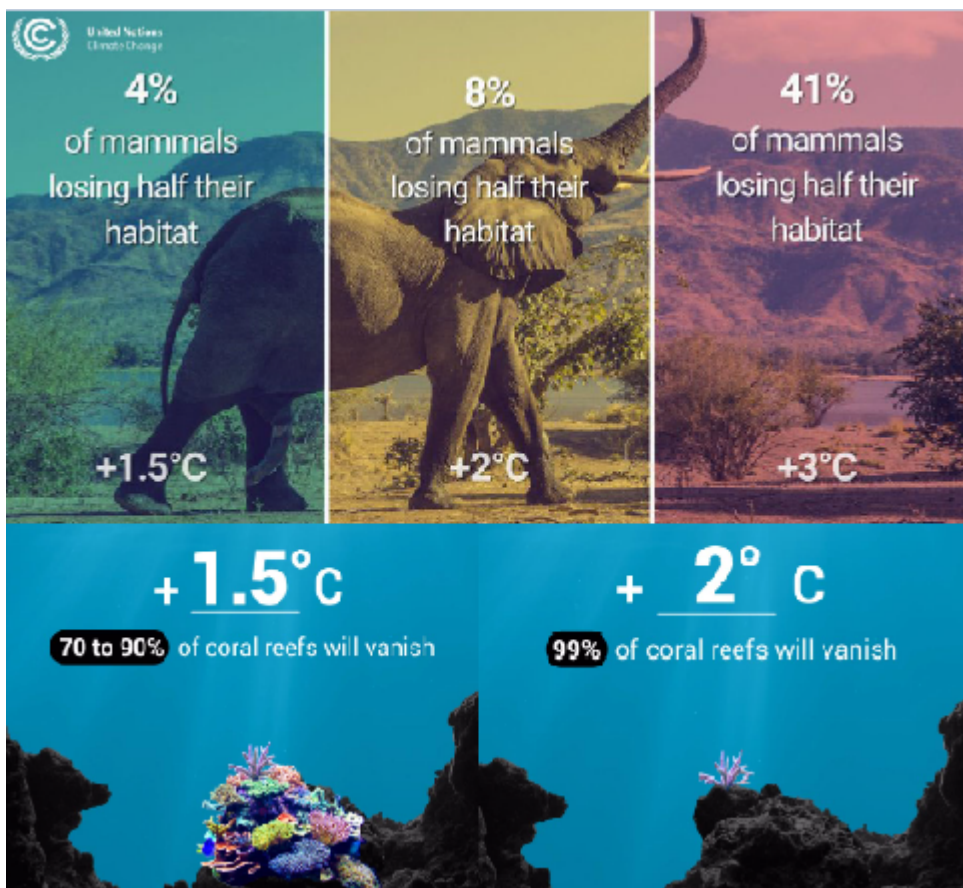 United Nations
Climate Change
4%
of mammals
losing half their
habitat
+1.5°C
8%
of mammals
losing half their
habitat
+2°C
41%
of mammals
losing half their
habitat
+3°C
+ 1.5° C
70 to 90% of coral reefs will vanish
+ 2° C
99% of coral reefs will vanish